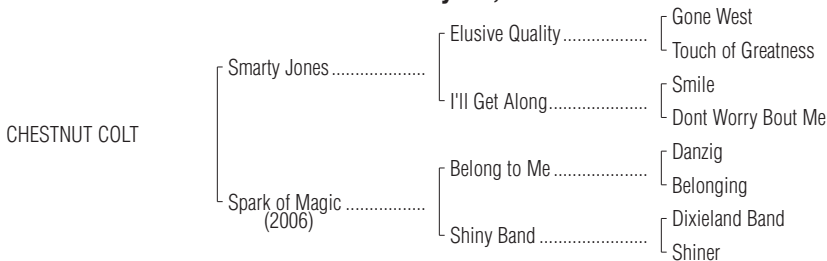 Gone West
Elusive Quality....................
Touch of Greatness
Smarty Jones....................
Smile
I'll Get Along.......................
Dont Worry Bout Me
CHESTNUT COLT
Danzig
Belong to Me ......................
Belonging
Spark of Magic .................
(2006)
Dixieland Band
Shiny Band .........................
Shiner